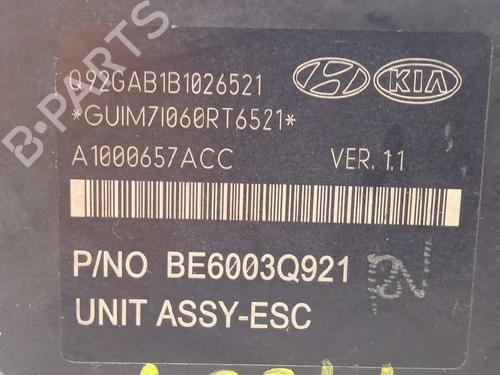 B-PARTS
Q92GAB1B1026521
KIA
*GUIM7I060RT6521*
A1000657ACC VER. 1.1
P/NO BE6003Q921
UNIT ASSY-ESC